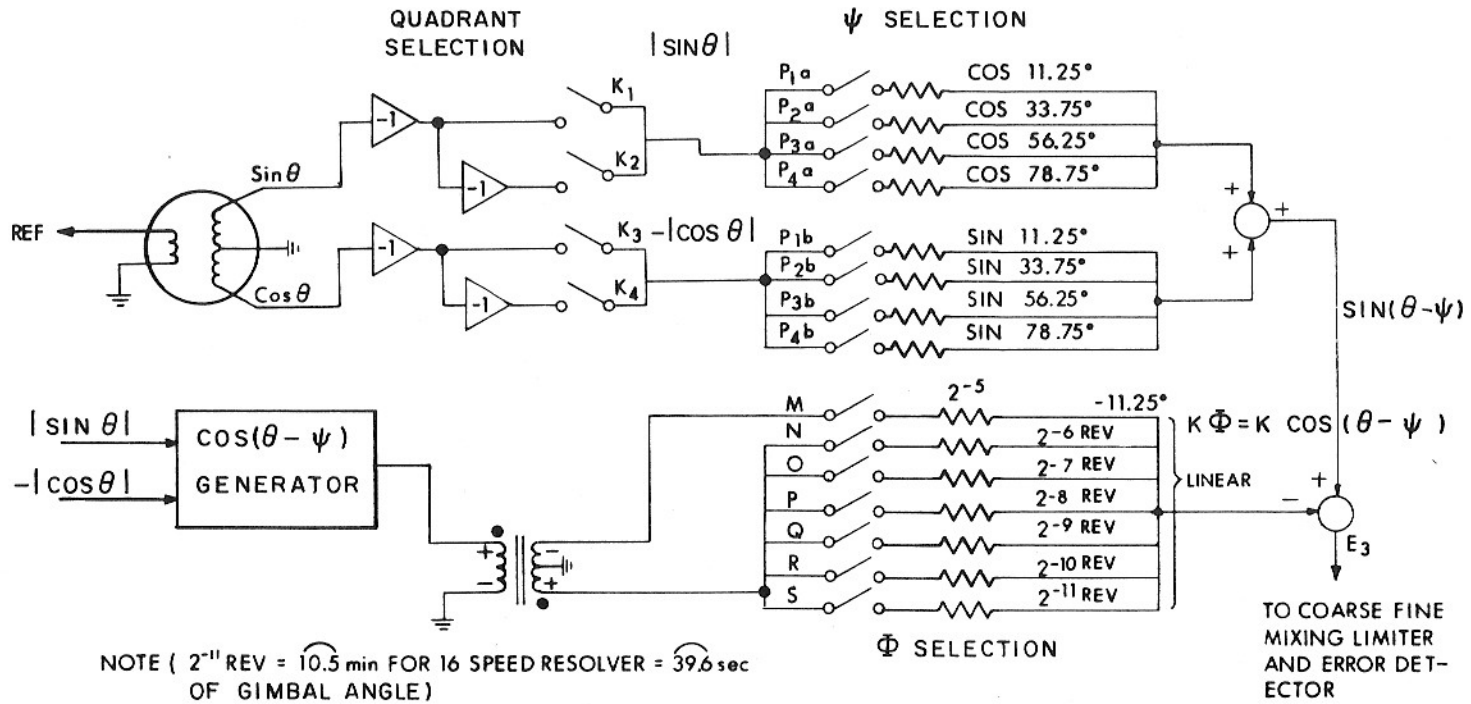 QUADRANT
SELECTION
|SINθ|
ψ SELECTION
K1
K2
-1
-1
Sinθ
REF
Cosθ
-1
-1
K3
K4
-|COSθ|
P1a
P2a
P3a
P4a
COS 11.25°
COS 33.75°
COS 56.25°
COS 78.75°
P1b
P2b
P3b
P4b
SIN 11.25°
SIN 33.75°
SIN 56.25°
SIN 78.75°
+
+
+
SIN(θ-ψ)
|SIN θ|
-|COSθ|
COS(θ-ψ)
GENERATOR
+
-
-
+
M
N
O
P
Q
R
S
2-5
-11.25°
2-6 REV
2-7 REV
2-8 REV
2-9 REV
2-10 REV
2-11 REV
KΦ=K COS (θ-ψ)
LINEAR
+
-
E3
Φ SELECTION
TO COARSE FINE
MIXING LIMITER
AND ERROR DET-
ECTOR
NOTE ( 2-11 REV = 10.5 min FOR 16 SPEED RESOLVER = 39.6 sec
OF GIMBAL ANGLE)